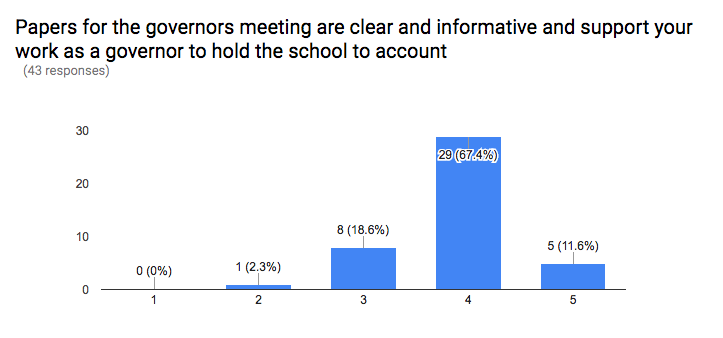 Papers for the governors meeting are clear and informative and support your
work as a governor to hold the school to account
(43 responses)
30
20
10
0
0 (0%)
1 (2.3%)
8 (18.6%)
29 (67.4%)
5 (11.6%)
1 2 3 4 5